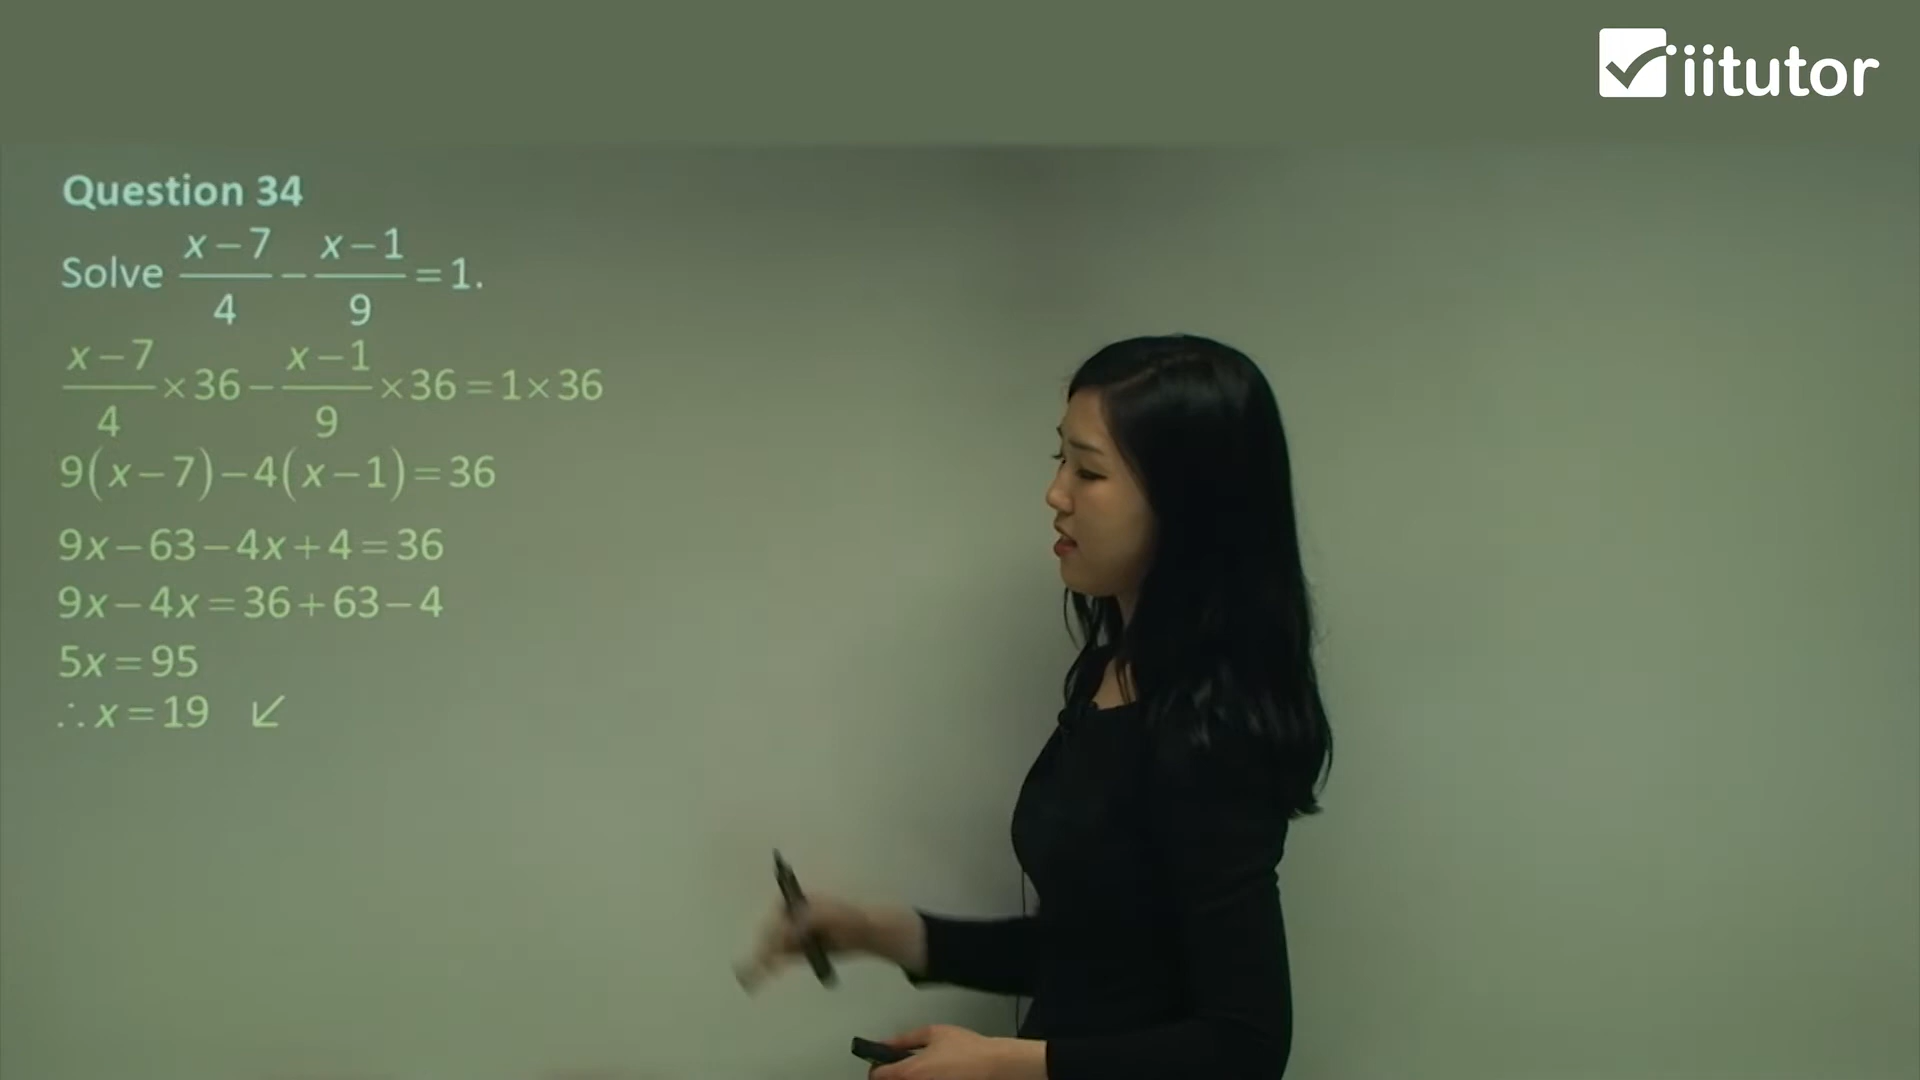 iitutor
Question 34
Solve (x − 7)/4 − (x − 1)/9 = 1.
(x − 7)/4 × 36 − (x − 1)/9 × 36 = 1 × 36
9(x − 7) − 4(x − 1) = 36
9x − 63 − 4x + 4 = 36
9x − 4x = 36 + 63 − 4
5x = 95
∴ x = 19 ↙